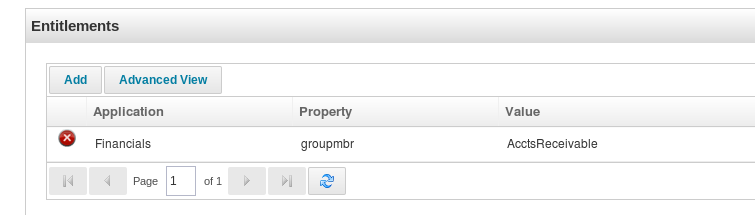 Entitlements
Add Advanced View
Application Property Value
Financials groupmbr AcctsReceivable
Page 1 of 1